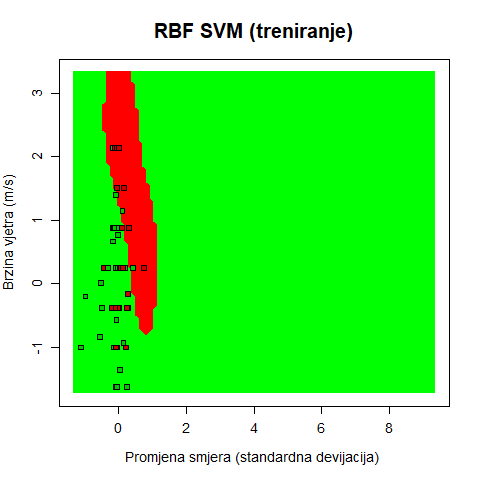 RBF SVM (treniranje)
Brzina vjetra (m/s)
3
2
1
0
-1
0 2 4 6 8
Promjena smjera (standardna devijacija)